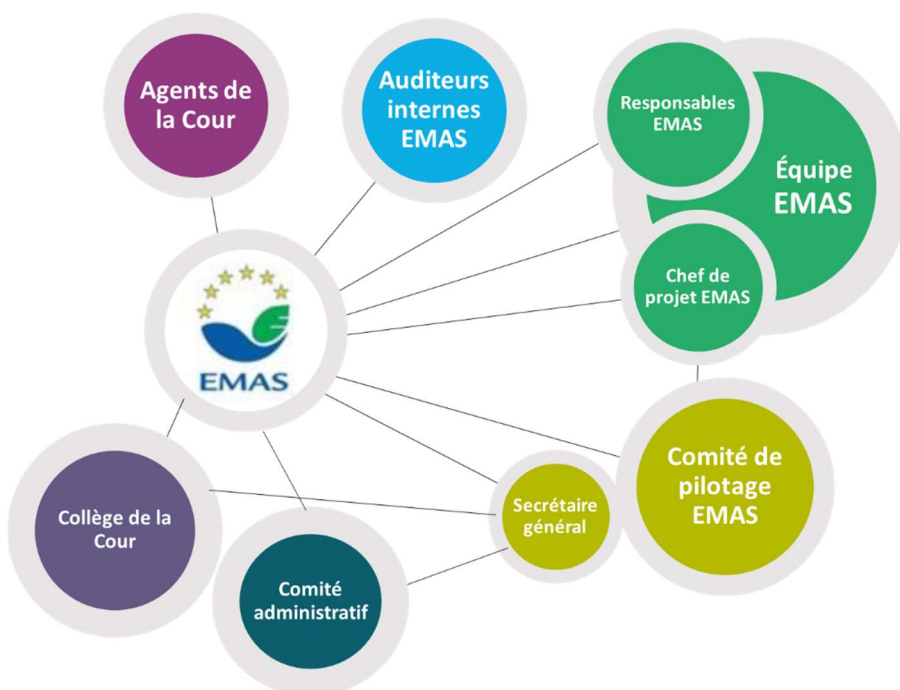 Agents de
la Cour
Auditeurs
internes
EMAS
Responsables
EMAS
Équipe
EMAS
Chef de
projet EMAS
EMAS
Comité de
pilotage
EMAS
Secrétaire
général
Collège de la
Cour
Comité
administratif